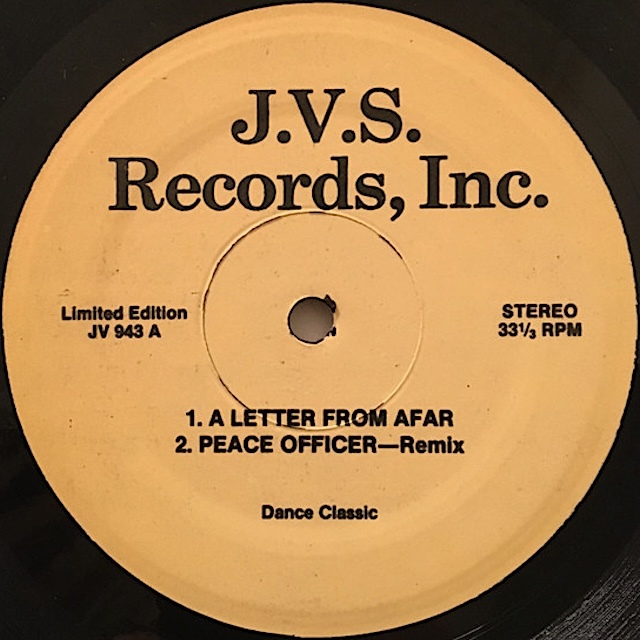 J.V.S.
Records, Inc.
Limited Edition
JV 943 A
STEREO
33⅓ RPM
1. A LETTER FROM AFAR
2. PEACE OFFICER—Remix
Dance Classic